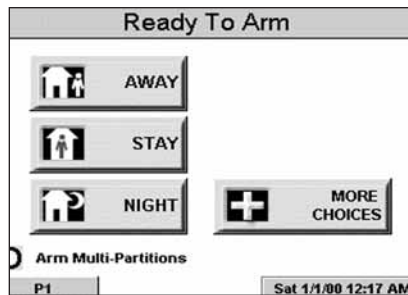 Ready To Arm
AWAY
STAY
NIGHT
MORE
CHOICES
Arm Multi-Partitions
P1
Sat 1/1/00 12:17 AM